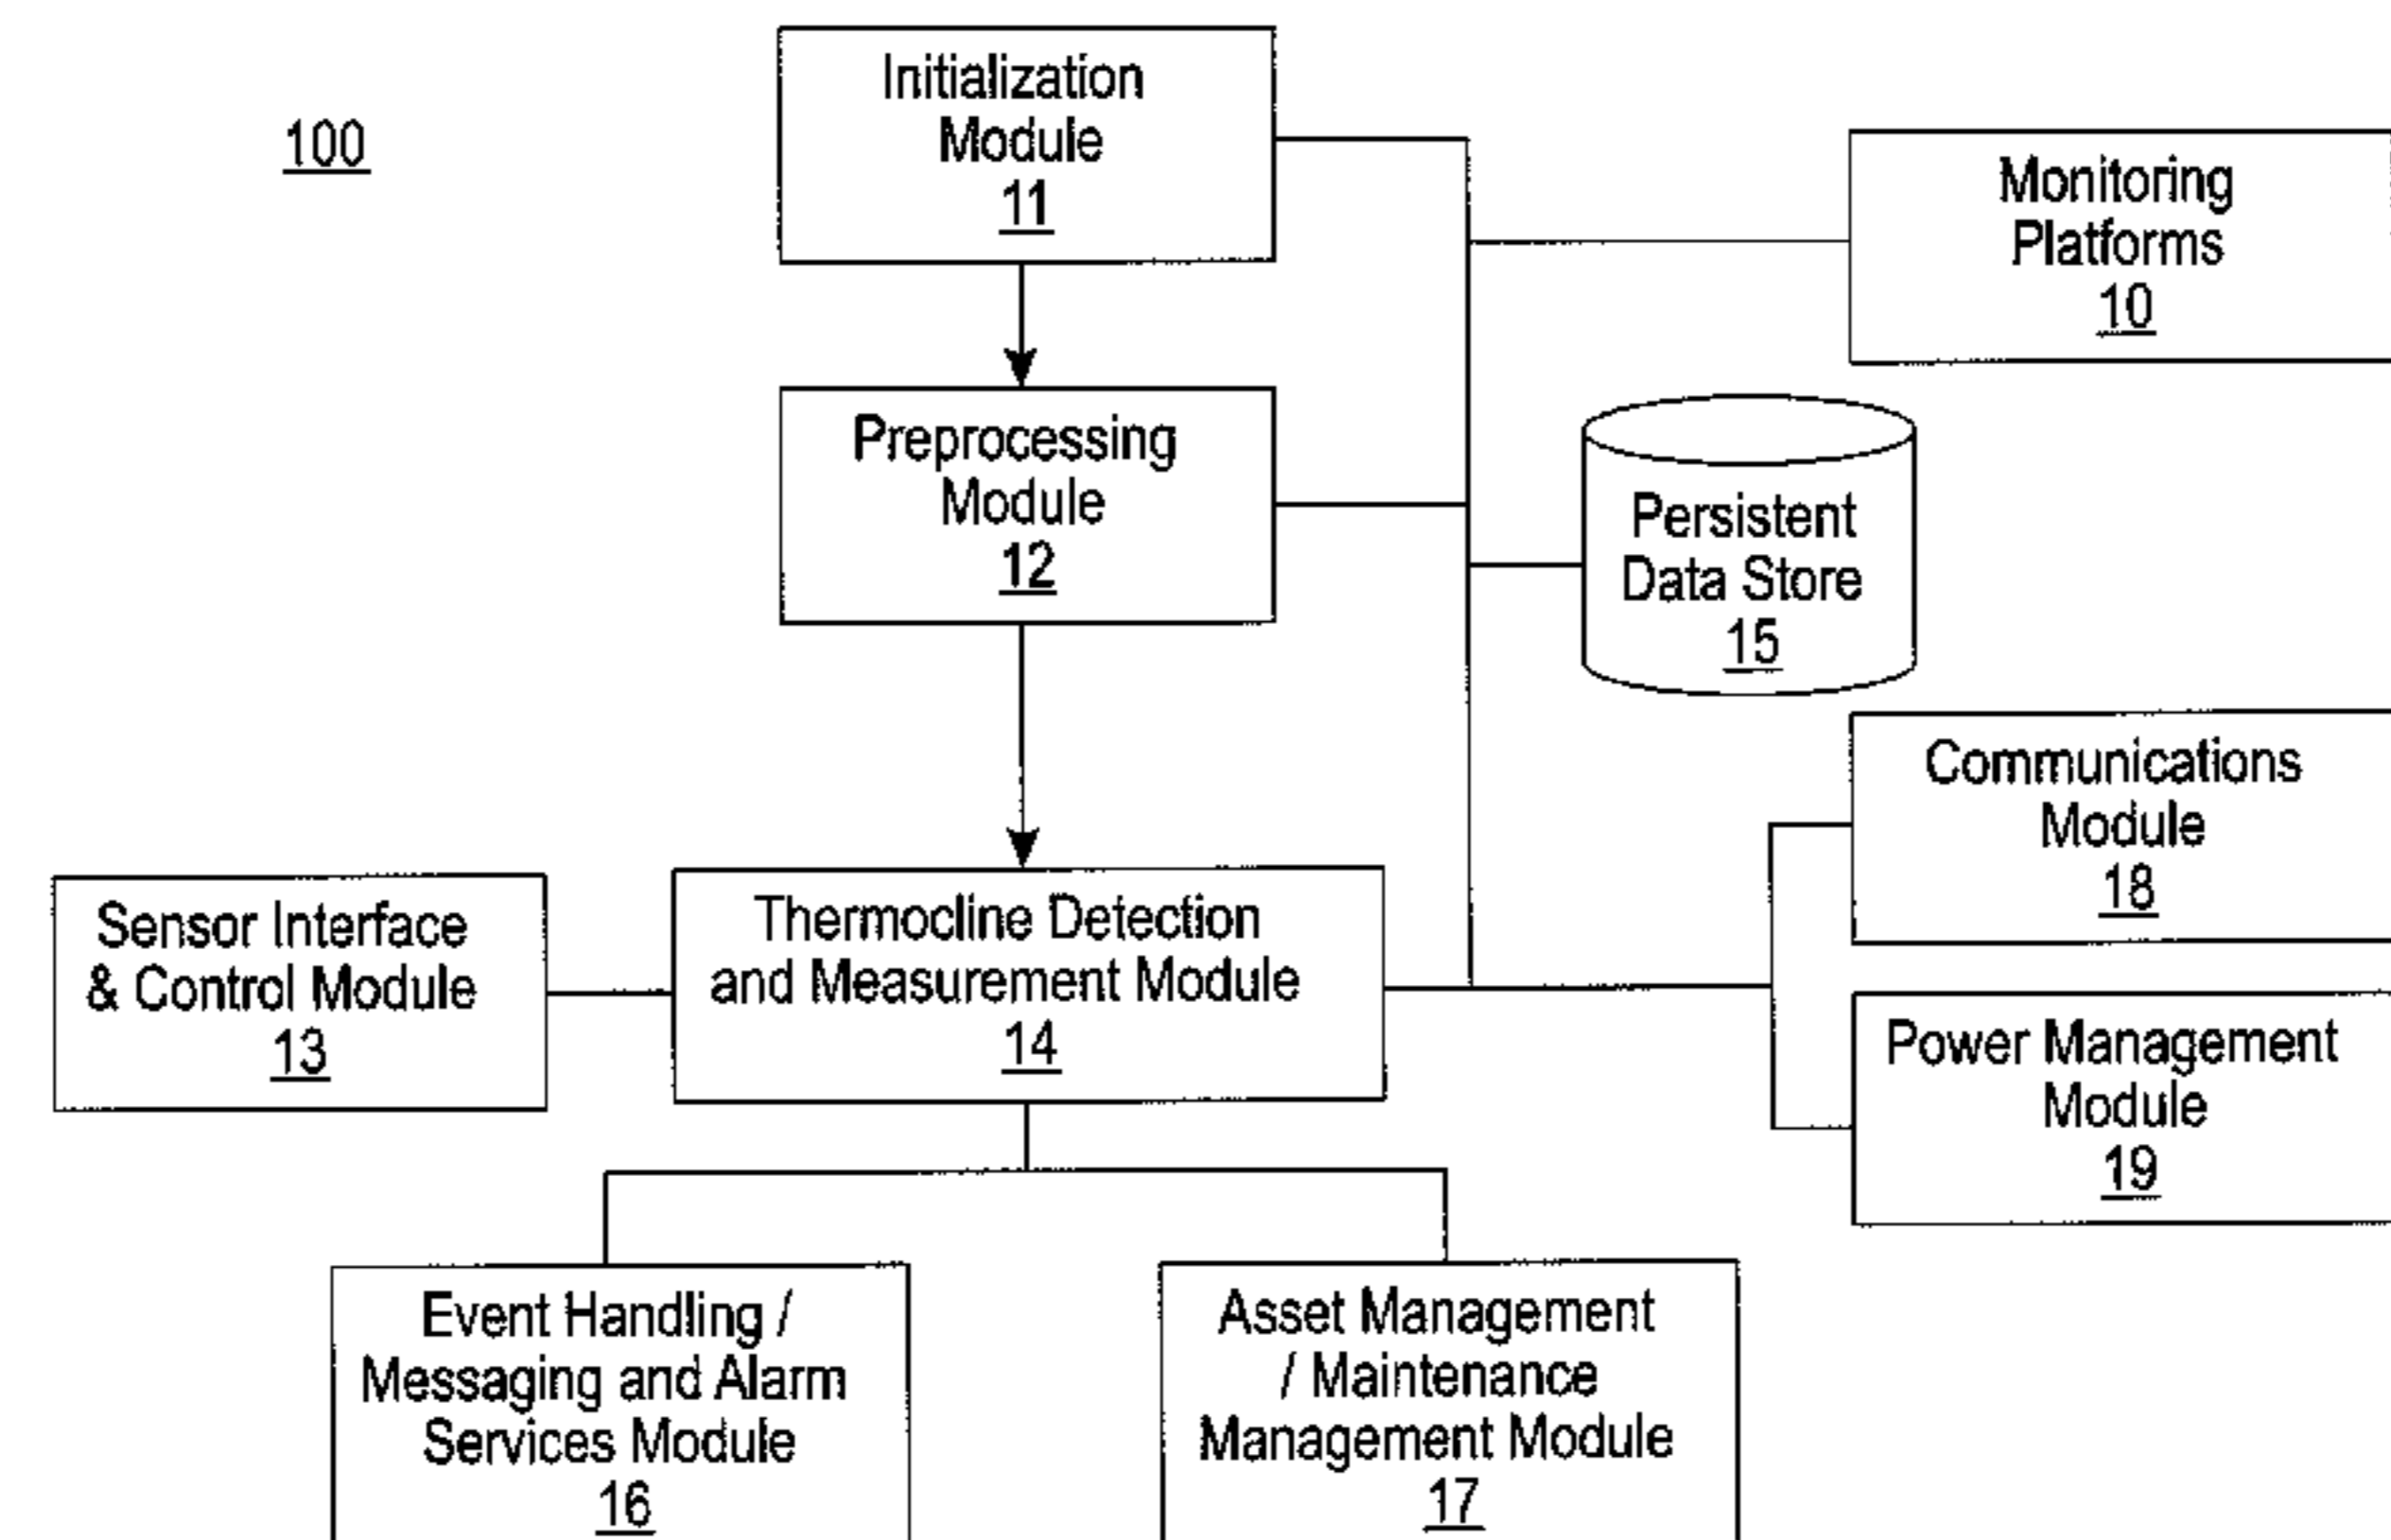 100
Initialization
Module
11
Monitoring
Platforms
10
Preprocessing
Module
12
Persistent
Data Store
15
Communications
Module
18
Sensor Interface
& Control Module
13
Thermocline Detection
and Measurement Module
14
Power Management
Module
19
Event Handling /
Messaging and Alarm
Services Module
16
Asset Management
/ Maintenance
Management Module
17